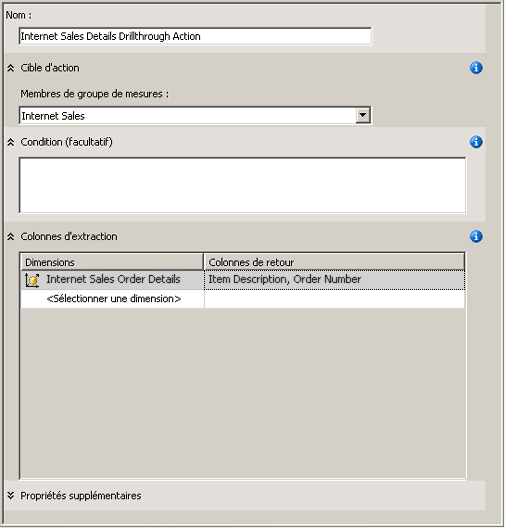 Nom :
Internet Sales Details Drillthrough Action
Cible d'action
Membres de groupe de mesures :
Internet Sales
Condition (facultatif)
Colonnes d'extraction
Dimensions Colonnes de retour
Internet Sales Order Details Item Description, Order Number
<Sélectionner une dimension>
Propriétés supplémentaires